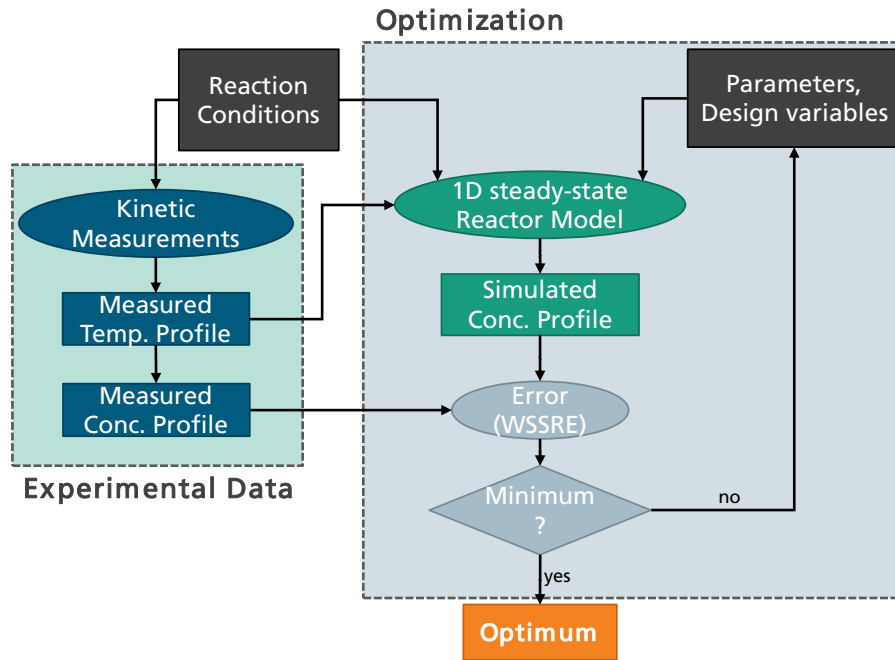 Optimization
Reaction
Conditions
Parameters,
Design variables
Kinetic
Measurements
1D steady-state
Reactor Model
Measured
Temp. Profile
Simulated
Conc. Profile
Measured
Conc. Profile
Error
(WSSRE)
Experimental Data
Minimum
?
no
yes
Optimum